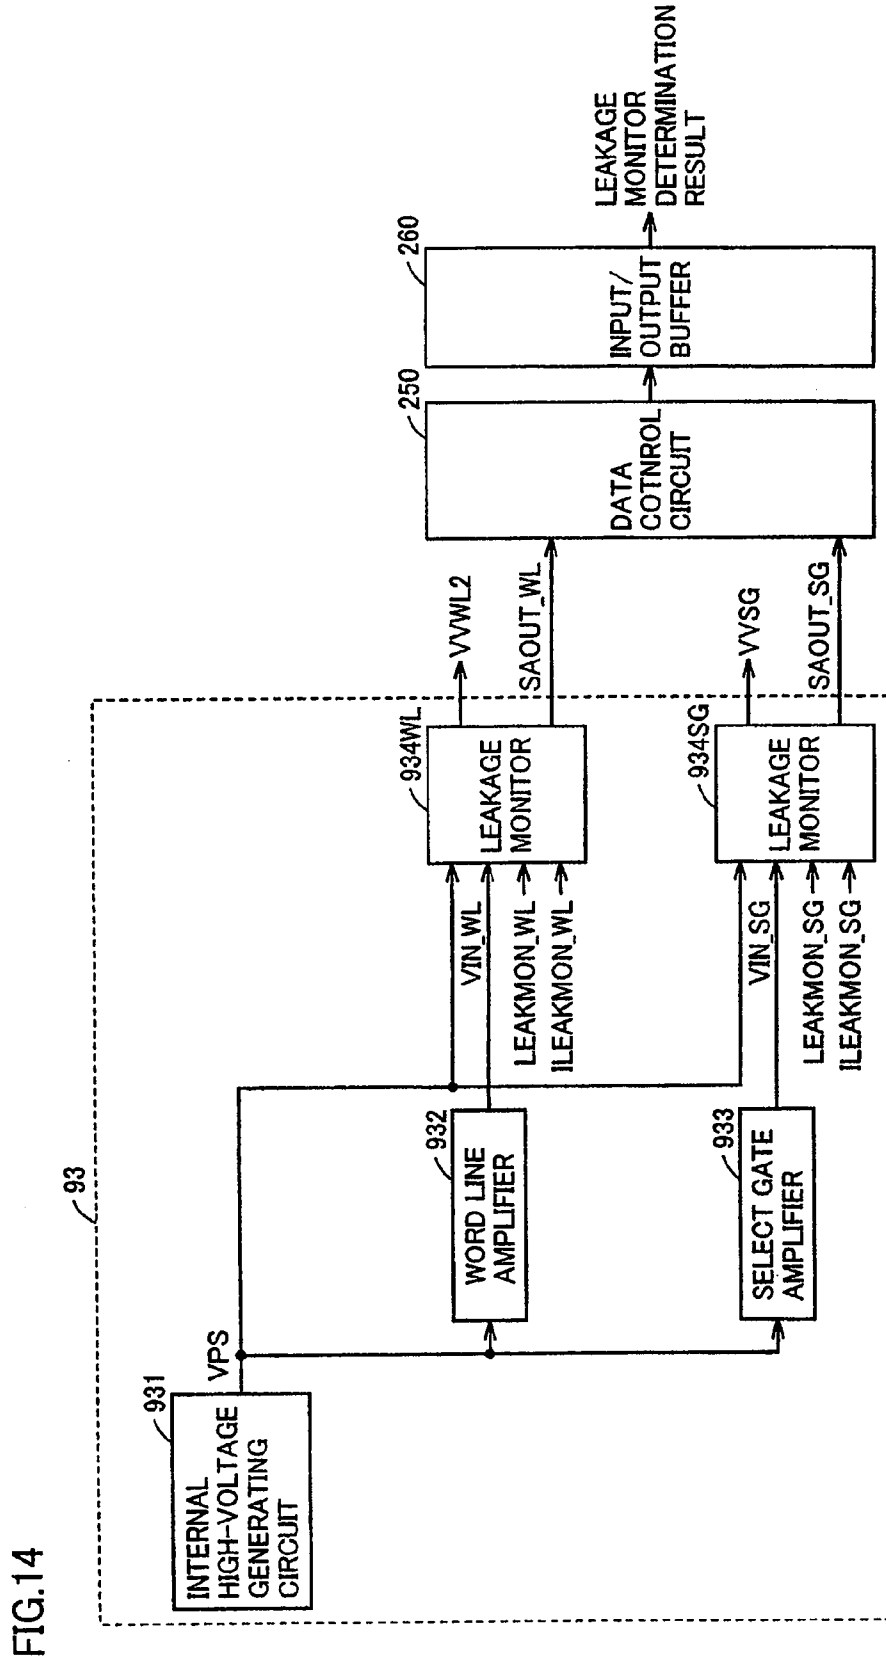 FIG.14
93
931
INTERNAL
HIGH-VOLTAGE
GENERATING
CIRCUIT
VPS
932
WORD LINE
AMPLIFIER
933
SELECT GATE
AMPLIFIER
VIN_WL
LEAKMON_WL
ILEAKMON_WL
934WL
LEAKAGE
MONITOR
VVWL2
SAOUT_WL
VIN_SG
LEAKMON_SG
ILEAKMON_SG
934SG
LEAKAGE
MONITOR
VVSG
SAOUT_SG
250
DATA
COTNROL
CIRCUIT
260
INPUT/
OUTPUT
BUFFER
LEAKAGE
MONITOR
DETERMINATION
RESULT